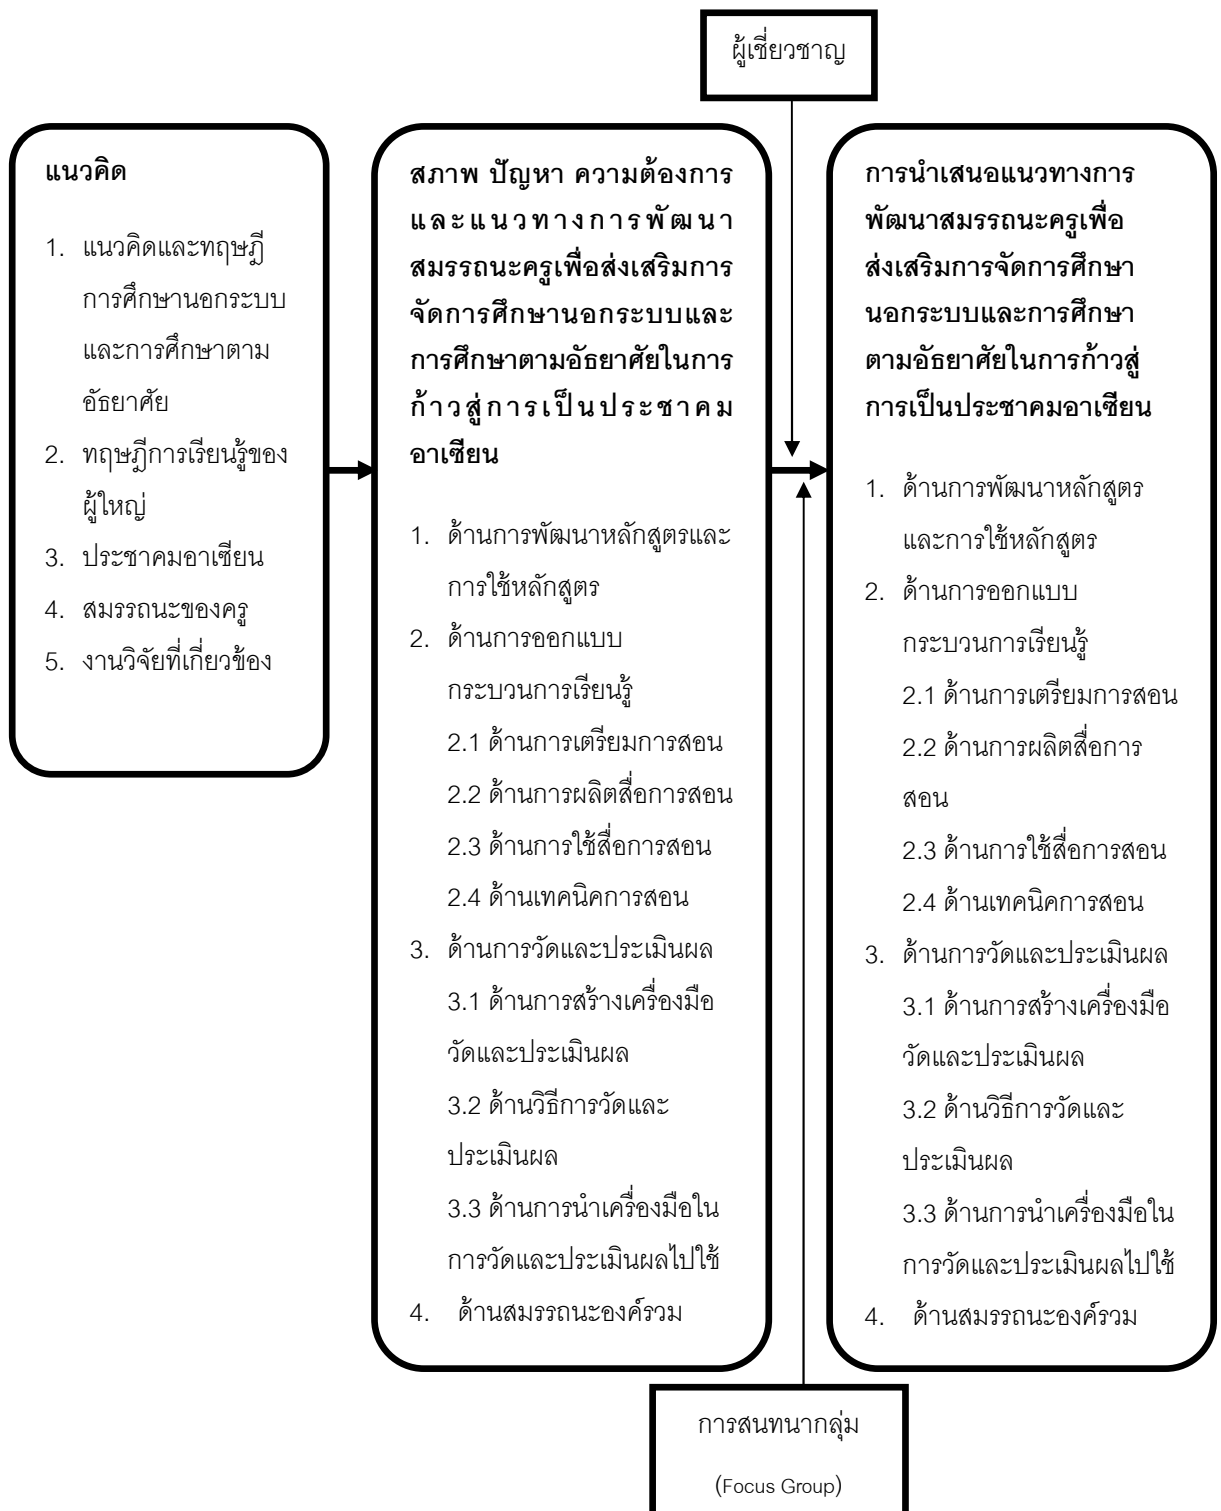 ผู้เชี่ยวชาญ
แนวคิด
1. แนวคิดและทฤษฎี
การศึกษานอกระบบ
และการศึกษาตาม
อัธยาศัย
2. ทฤษฎีการเรียนรู้ของ
ผู้ใหญ่
3. ประชาคมอาเซียน
4. สมรรถนะของครู
5. งานวิจัยที่เกี่ยวข้อง
สภาพ ปัญหา ความต้องการ
และแนวทางการพัฒนา
สมรรถนะครูเพื่อส่งเสริมการ
จัดการศึกษานอกระบบและ
การศึกษาตามอัธยาศัยในการ
ก้าวสู่การเป็นประชาคม
อาเซียน
1. ด้านการพัฒนาหลักสูตรและ
การใช้หลักสูตร
2. ด้านการออกแบบ
กระบวนการเรียนรู้
2.1 ด้านการเตรียมการสอน
2.2 ด้านการผลิตสื่อการสอน
2.3 ด้านการใช้สื่อการสอน
2.4 ด้านเทคนิคการสอน
3. ด้านการวัดและประเมินผล
3.1 ด้านการสร้างเครื่องมือ
วัดและประเมินผล
3.2 ด้านวิธีการวัดและ
ประเมินผล
3.3 ด้านการนำเครื่องมือใน
การวัดและประเมินผลไปใช้
4. ด้านสมรรถนะองค์รวม
การนำเสนอแนวทางการ
พัฒนาสมรรถนะครูเพื่อ
ส่งเสริมการจัดการศึกษา
นอกระบบและการศึกษา
ตามอัธยาศัยในการก้าวสู่
การเป็นประชาคมอาเซียน
1. ด้านการพัฒนาหลักสูตร
และการใช้หลักสูตร
2. ด้านการออกแบบ
กระบวนการเรียนรู้
2.1 ด้านการเตรียมการสอน
2.2 ด้านการผลิตสื่อการ
สอน
2.3 ด้านการใช้สื่อการสอน
2.4 ด้านเทคนิคการสอน
3. ด้านการวัดและประเมินผล
3.1 ด้านการสร้างเครื่องมือ
วัดและประเมินผล
3.2 ด้านวิธีการวัดและ
ประเมินผล
3.3 ด้านการนำเครื่องมือใน
การวัดและประเมินผลไปใช้
4. ด้านสมรรถนะองค์รวม
การสนทนากลุ่ม
(Focus Group)